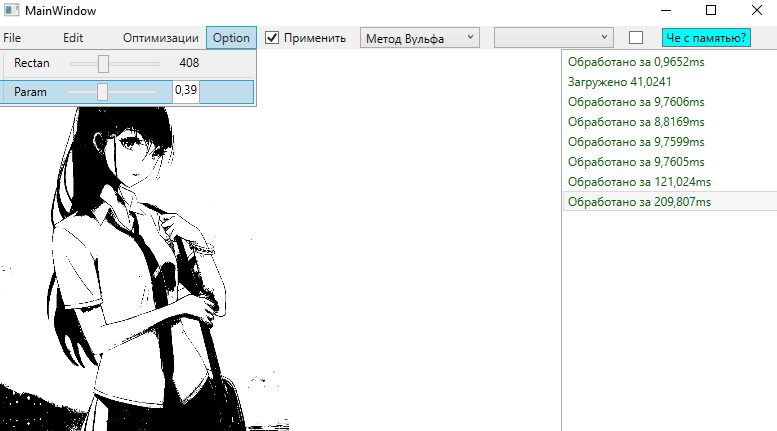 MainWindow
File Edit Оптимизации Option Применить Метод Вульфа Че с памятью?
Rectan 408
Param 0,39
Обработано за 0,9652ms
Загружено 41,0241
Обработано за 9,7606ms
Обработано за 8,8169ms
Обработано за 9,7599ms
Обработано за 9,7605ms
Обработано за 121,024ms
Обработано за 209,807ms